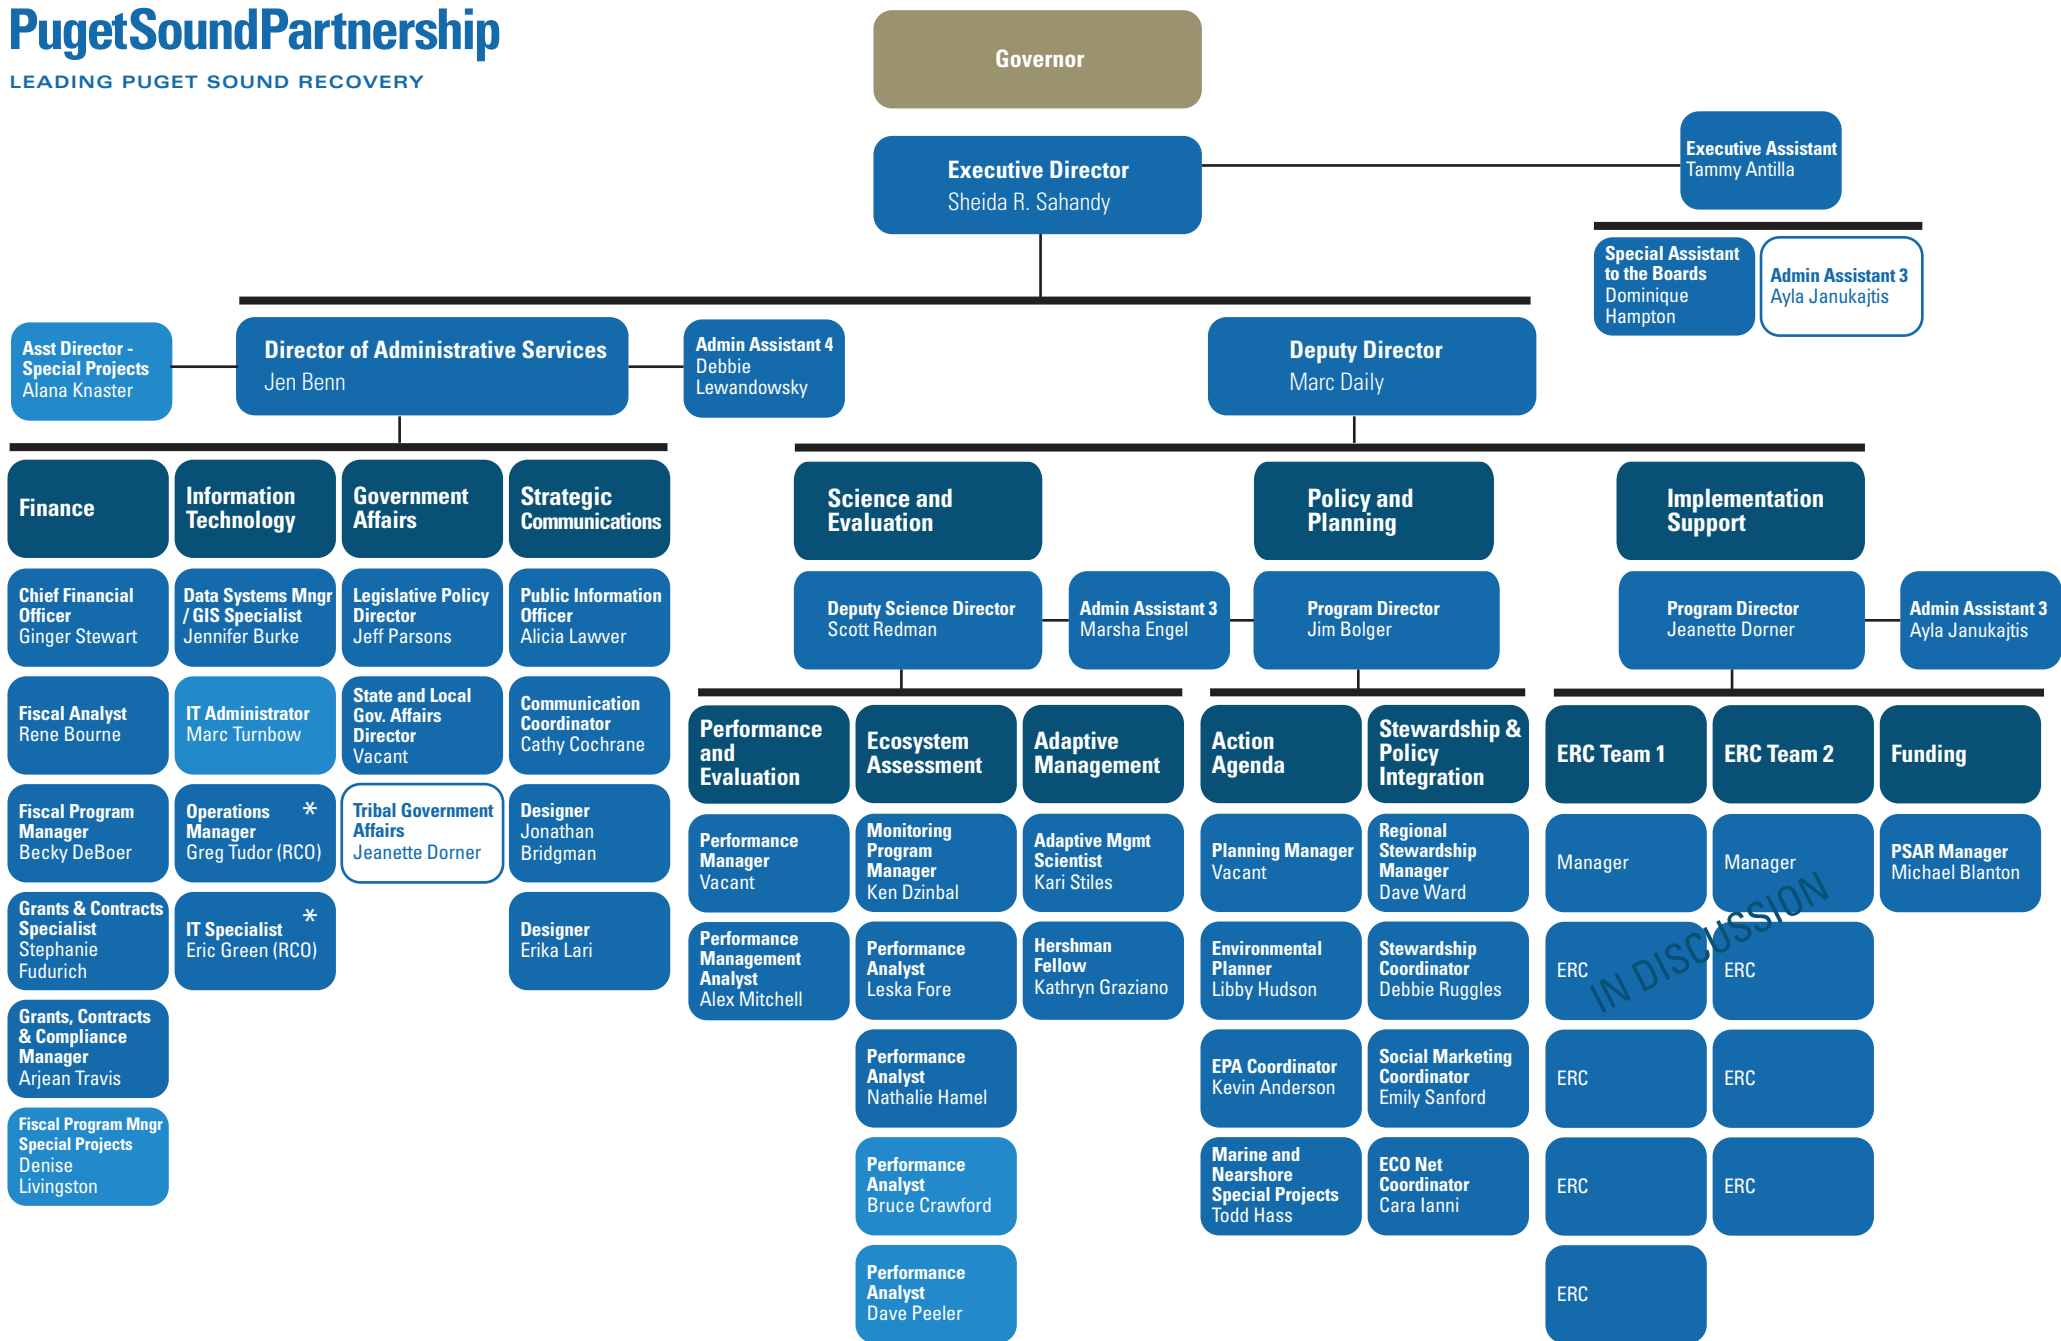 PugetSoundPartnership
LEADING PUGET SOUND RECOVERY
Governor
Executive Director
Sheida R. Sahandy
Executive Assistant
Tammy Antilla
Special Assistant
to the Boards
Dominique
Hampton
Admin Assistant 3
Ayla Janukajtis
Asst Director -
Special Projects
Alana Knaster
Director of Administrative Services
Jen Benn
Admin Assistant 4
Debbie
Lewandowsky
Deputy Director
Marc Daily
Finance
Chief Financial
Officer
Ginger Stewart
Fiscal Analyst
Rene Bourne
Fiscal Program
Manager
Becky DeBoer
Grants & Contracts
Specialist
Stephanie
Fudurich
Grants, Contracts
& Compliance
Manager
Arjean Travis
Fiscal Program Mngr
Special Projects
Denise
Livingston
Information
Technology
Data Systems Mngr
/ GIS Specialist
Jennifer Burke
IT Administrator
Marc Turnbow
Operations *
Manager
Greg Tudor (RCO)
IT Specialist *
Eric Green (RCO)
Government
Affairs
Legislative Policy
Director
Jeff Parsons
State and Local
Gov. Affairs
Director
Vacant
Tribal Government
Affairs
Jeanette Dorner
Strategic
Communications
Public Information
Officer
Alicia Lawver
Communication
Coordinator
Cathy Cochrane
Designer
Jonathan
Bridgman
Designer
Erika Lari
Science and
Evaluation
Deputy Science Director
Scott Redman
Admin Assistant 3
Marsha Engel
Policy and
Planning
Program Director
Jim Bolger
Implementation
Support
Program Director
Jeanette Dorner
Admin Assistant 3
Ayla Janukajtis
Performance
and
Evaluation
Performance
Manager
Vacant
Performance
Management
Analyst
Alex Mitchell
Ecosystem
Assessment
Monitoring
Program
Manager
Ken Dzinbal
Performance
Analyst
Leska Fore
Performance
Analyst
Nathalie Hamel
Performance
Analyst
Bruce Crawford
Performance
Analyst
Dave Peeler
Adaptive
Management
Adaptive Mgmt
Scientist
Kari Stiles
Hershman
Fellow
Kathryn Graziano
Action
Agenda
Planning Manager
Vacant
Environmental
Planner
Libby Hudson
EPA Coordinator
Kevin Anderson
Marine and
Nearshore
Special Projects
Todd Hass
Stewardship &
Policy
Integration
Regional
Stewardship
Manager
Dave Ward
Stewardship
Coordinator
Debbie Ruggles
Social Marketing
Coordinator
Emily Sanford
ECO Net
Coordinator
Cara Ianni
ERC Team 1
Manager
ERC
ERC
ERC
ERC
ERC Team 2
Manager
ERC
ERC
ERC
IN DISCUSSION
Funding
PSAR Manager
Michael Blanton